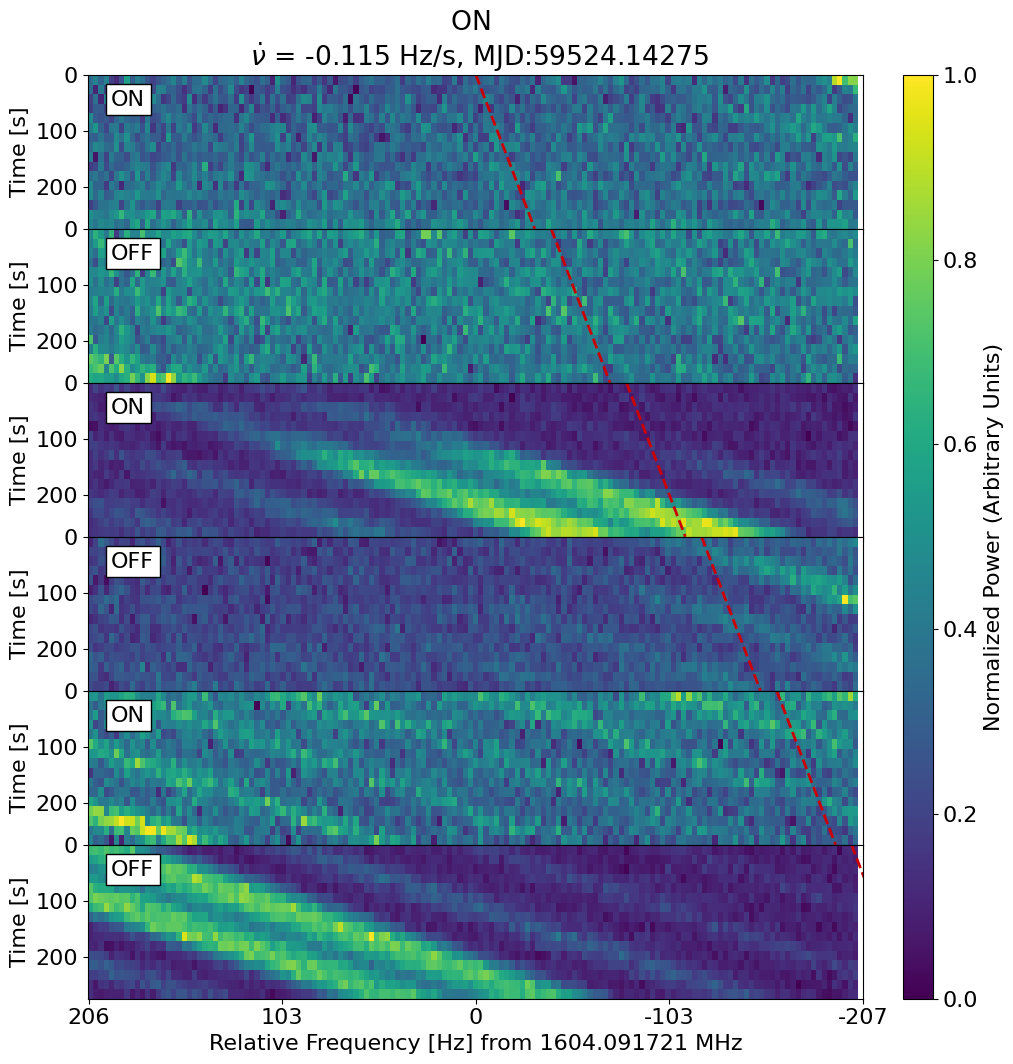 ON
ν̇ = -0.115 Hz/s, MJD:59524.14275
0
ON
100
200
Time [s]
0
OFF
100
200
Time [s]
0
ON
100
200
Time [s]
0
OFF
100
200
Time [s]
0
ON
100
200
Time [s]
0
OFF
100
200
Time [s]
206 103 0 -103 -207
Relative Frequency [Hz] from 1604.091721 MHz
1.0
0.8
0.6
0.4
0.2
0.0
Normalized Power (Arbitrary Units)